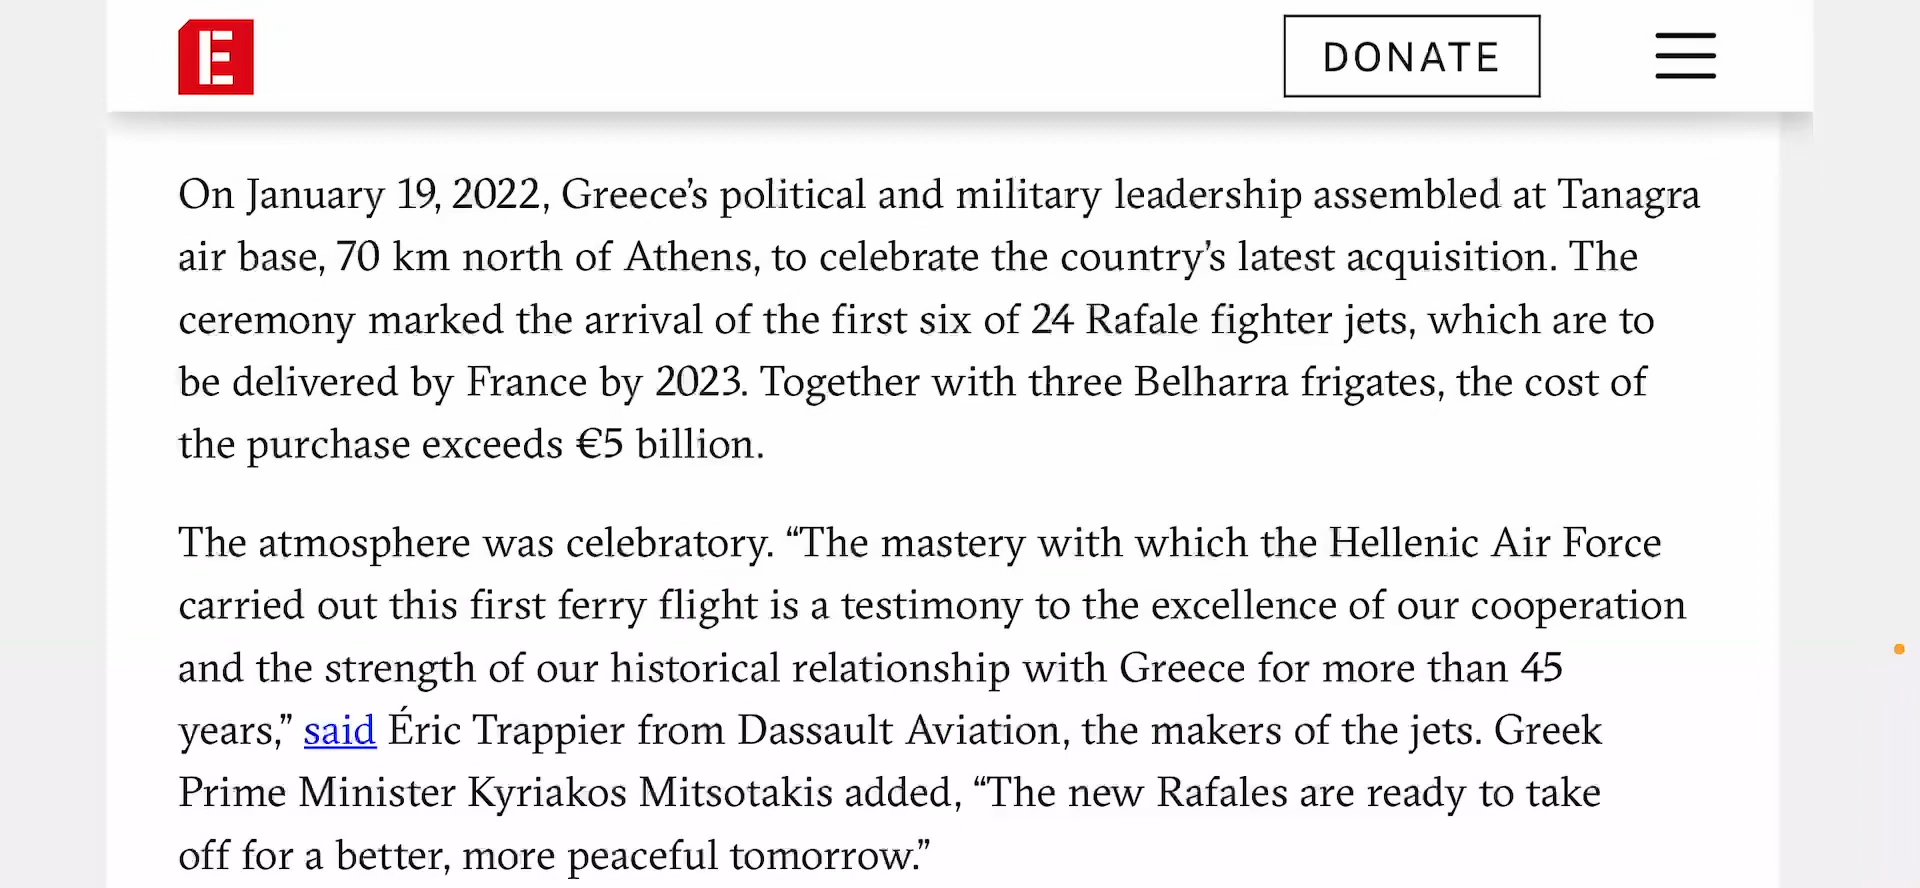 E
DONATE
On January 19, 2022, Greece’s political and military leadership assembled at Tanagra
air base, 70 km north of Athens, to celebrate the country’s latest acquisition. The
ceremony marked the arrival of the first six of 24 Rafale fighter jets, which are to
be delivered by France by 2023. Together with three Belharra frigates, the cost of
the purchase exceeds €5 billion.
The atmosphere was celebratory. “The mastery with which the Hellenic Air Force
carried out this first ferry flight is a testimony to the excellence of our cooperation
and the strength of our historical relationship with Greece for more than 45
years,” said Éric Trappier from Dassault Aviation, the makers of the jets. Greek
Prime Minister Kyriakos Mitsotakis added, “The new Rafales are ready to take
off for a better, more peaceful tomorrow.”